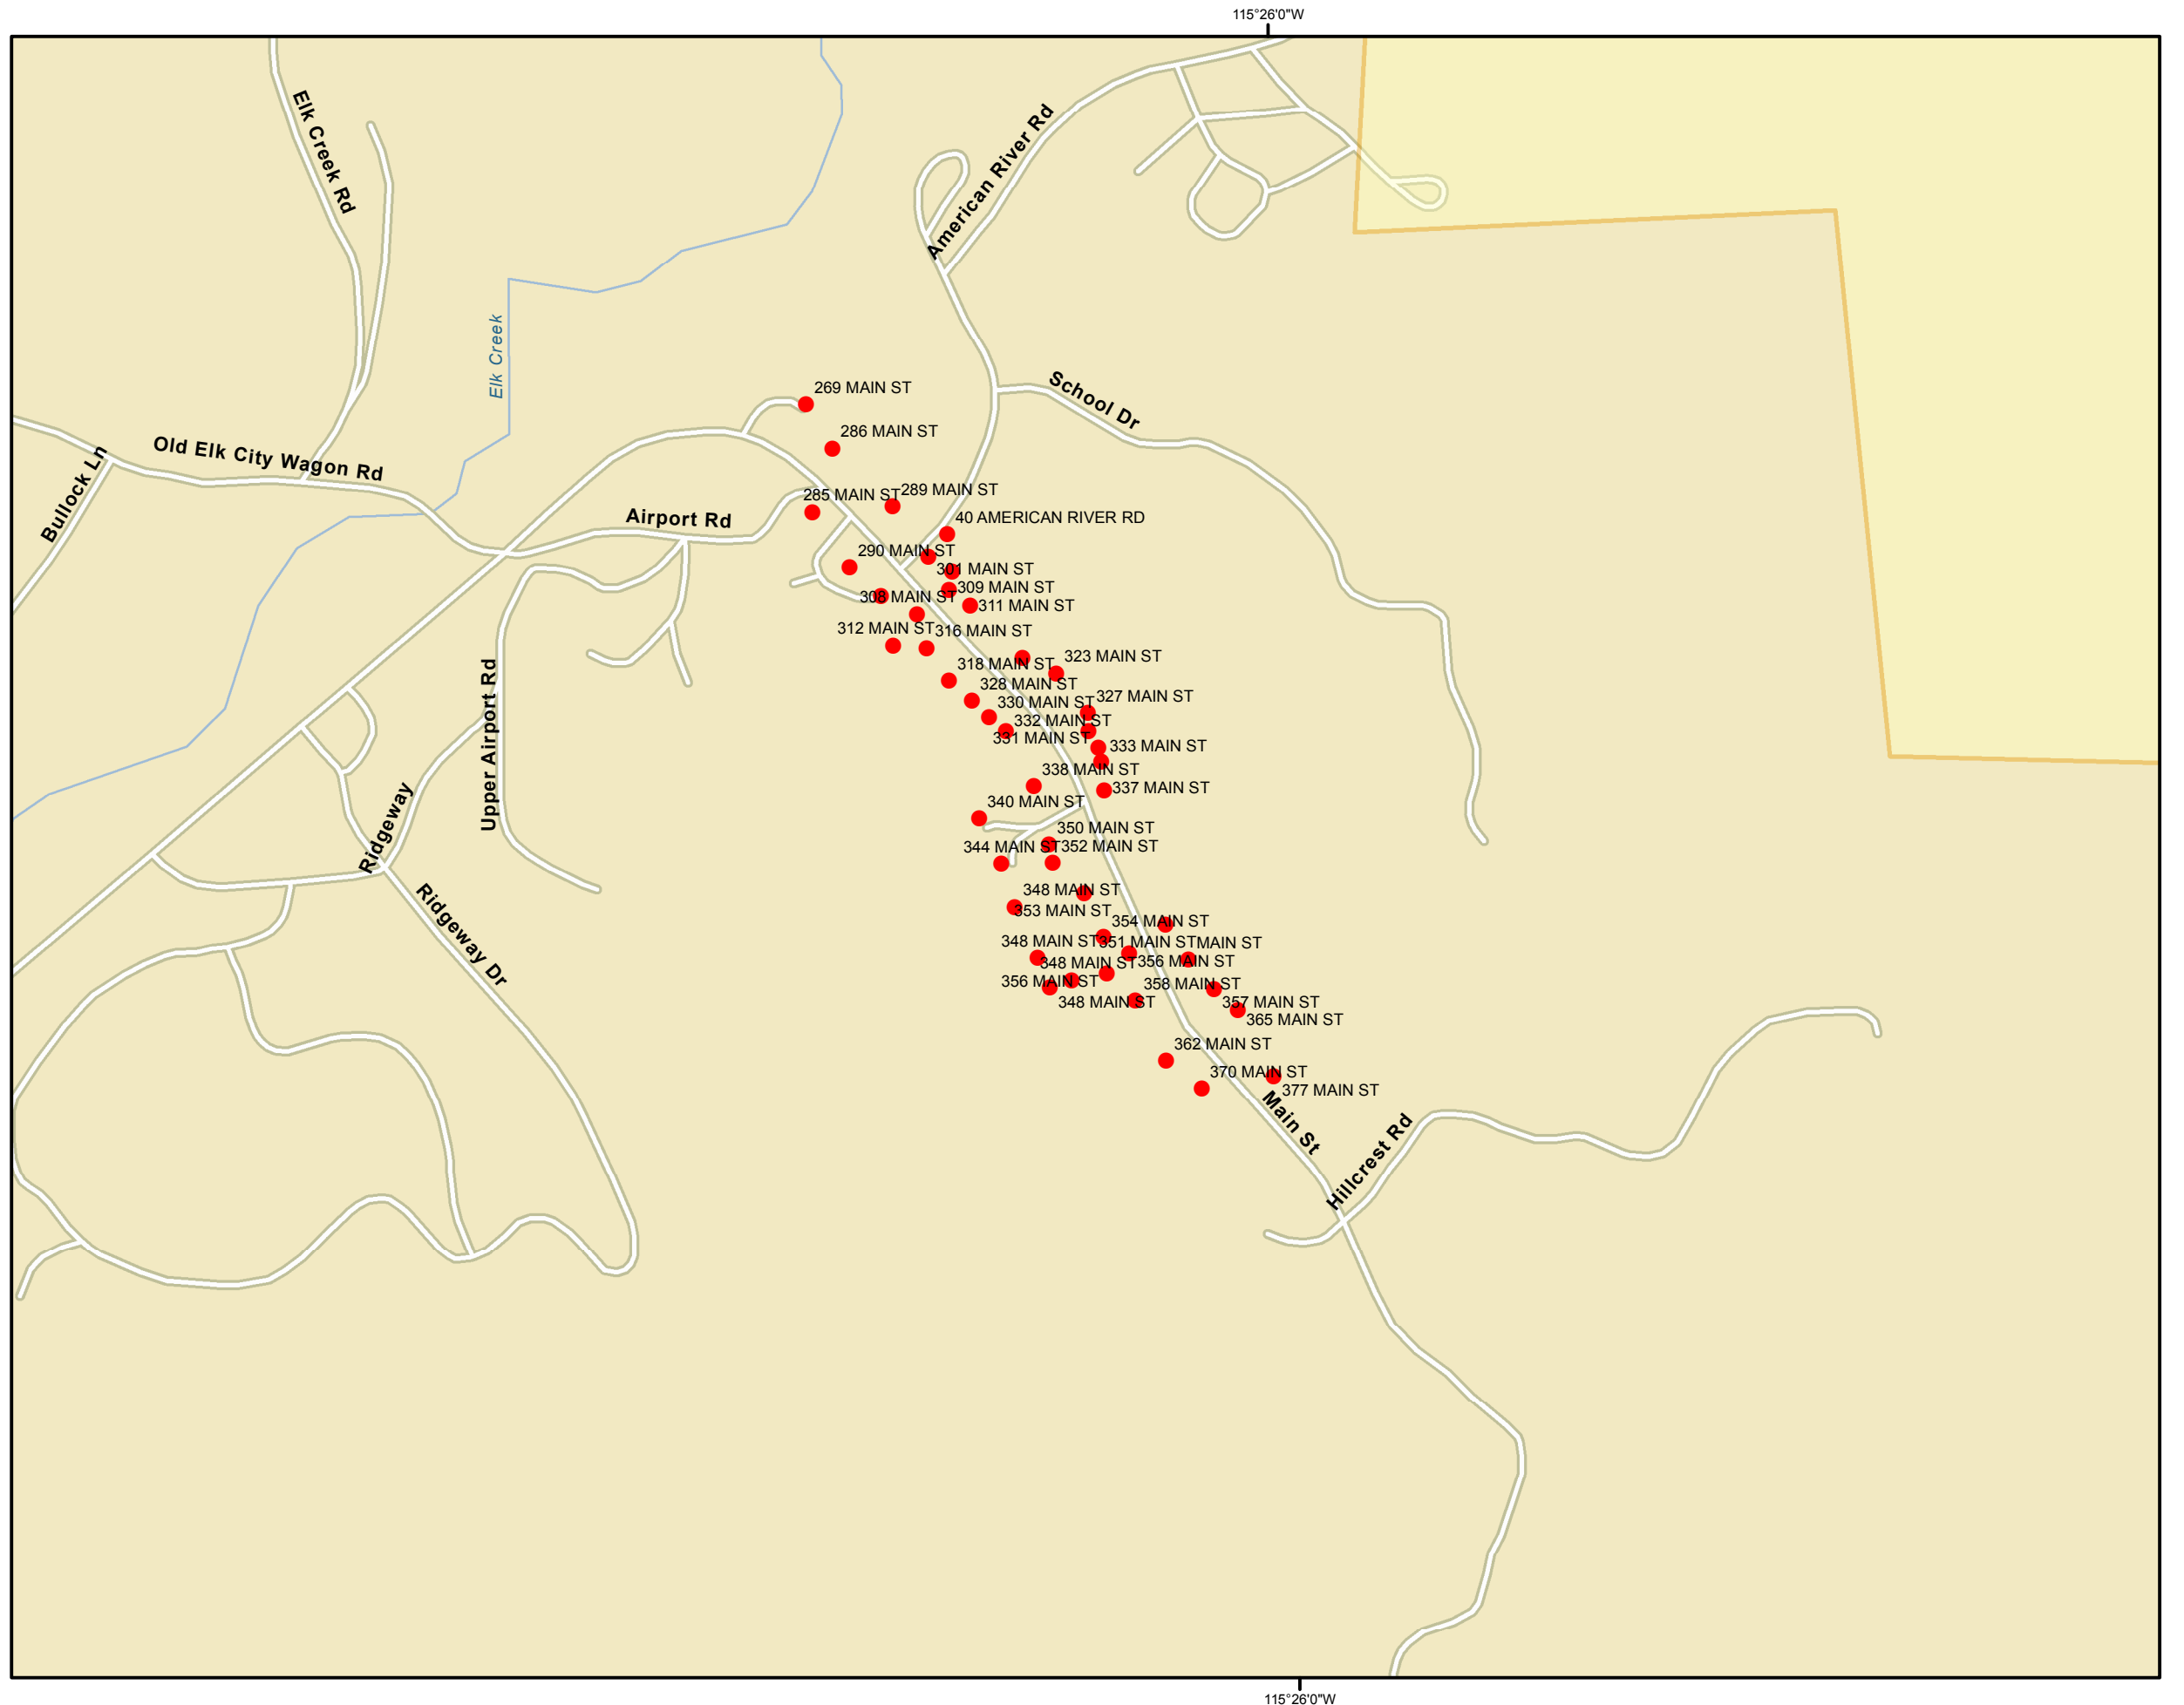 115°26'0"W
Elk Creek Rd
American River Rd
Elk Creek
269 MAIN ST
School Dr
286 MAIN ST
Old Elk City Wagon Rd
Bullock Ln
285 MAIN ST
289 MAIN ST
Airport Rd
40 AMERICAN RIVER RD
290 MAIN ST
301 MAIN ST
309 MAIN ST
308 MAIN ST
311 MAIN ST
312 MAIN ST
316 MAIN ST
318 MAIN ST
323 MAIN ST
328 MAIN ST
327 MAIN ST
330 MAIN ST
332 MAIN ST
331 MAIN ST
333 MAIN ST
Upper Airport Rd
338 MAIN ST
337 MAIN ST
340 MAIN ST
Ridgeway
350 MAIN ST
344 MAIN ST
352 MAIN ST
348 MAIN ST
353 MAIN ST
354 MAIN ST
Ridgeway Dr
348 MAIN ST
351 MAIN ST
MAIN ST
348 MAIN ST
356 MAIN ST
356 MAIN ST
358 MAIN ST
348 MAIN ST
357 MAIN ST
365 MAIN ST
362 MAIN ST
370 MAIN ST
377 MAIN ST
Main St
Hillcrest Rd
115°26'0"W